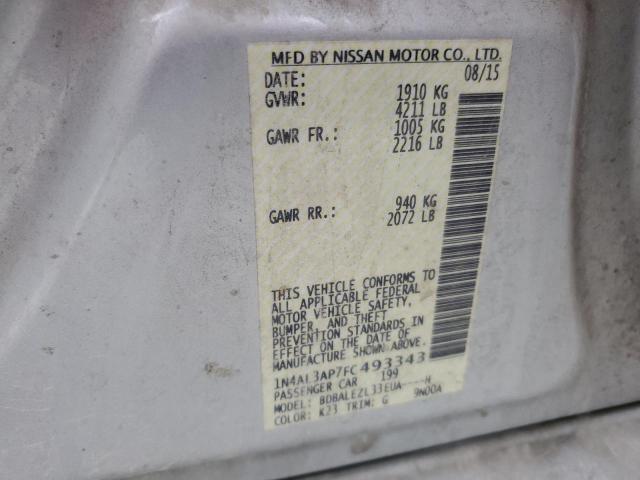 MFD BY NISSAN MOTOR CO., LTD.
DATE: 08/15
GVWR: 1910 KG
4211 LB
GAWR FR.: 1005 KG
2216 LB
GAWR RR.: 940 KG
2072 LB
THIS VEHICLE CONFORMS TO
ALL APPLICABLE FEDERAL
MOTOR VEHICLE SAFETY,
BUMPER, AND THEFT
PREVENTION STANDARDS IN
EFFECT ON THE DATE OF
MANUFACTURE SHOWN ABOVE.
1N4AL3AP7FC493343
PASSENGER CAR 199
MODEL: BDBALEZL33EUA-----H
COLOR: K23 TRIM: G 9N00A